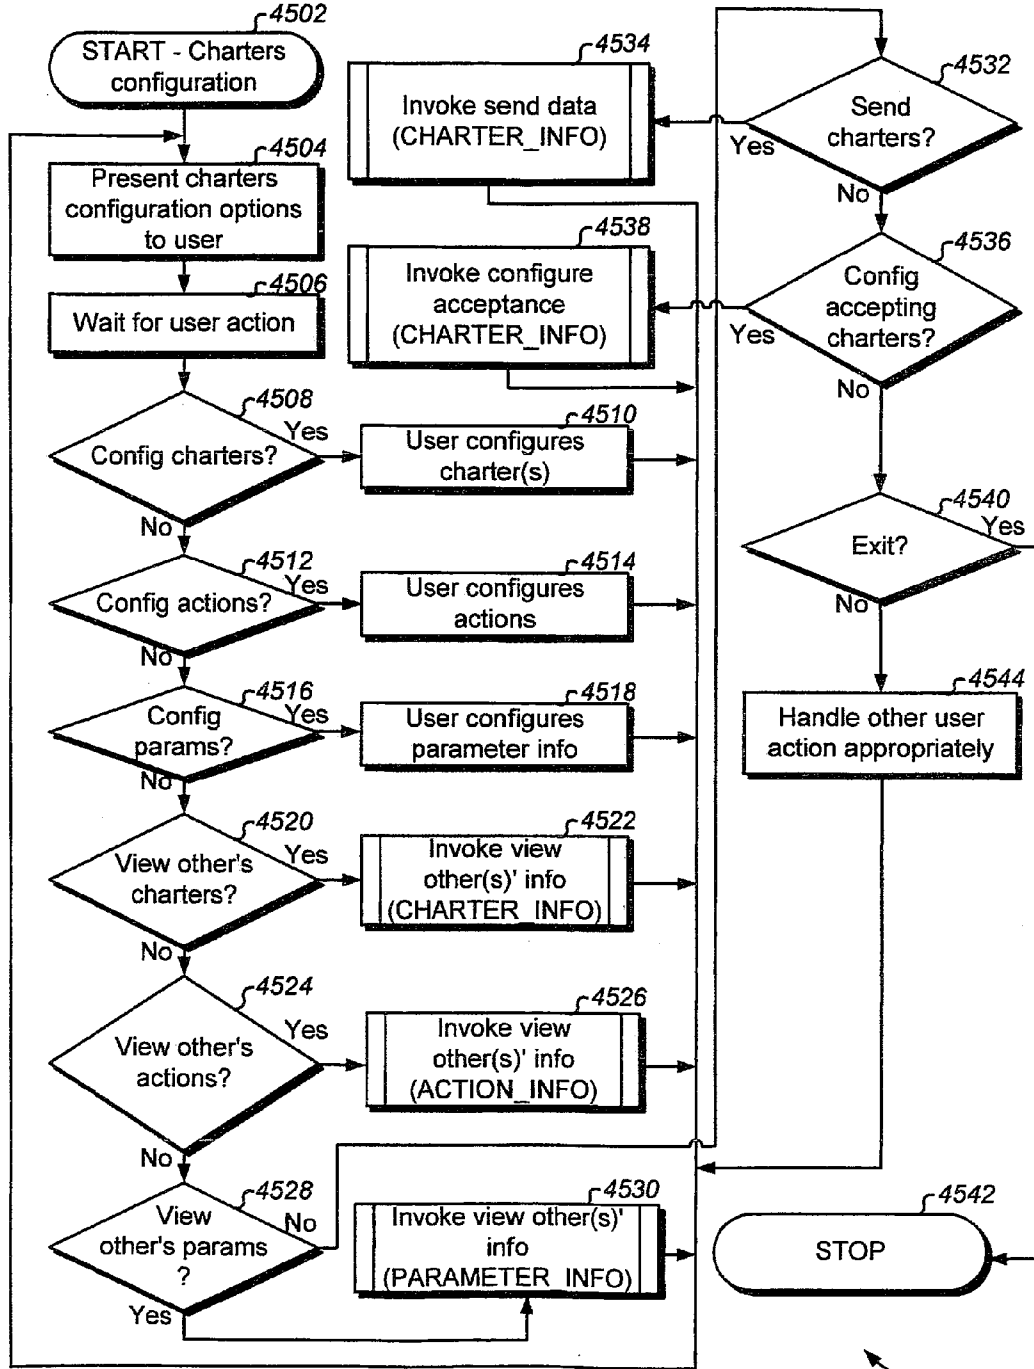 4502
START - Charters
configuration
4504
Present charters
configuration options
to user
4506
Wait for user action
4508
Config charters?
Yes
No
4510
User configures
charter(s)
4512
Config actions?
Yes
No
4514
User configures
actions
4516
Config
params?
Yes
No
4518
User configures
parameter info
4520
View other's
charters?
Yes
No
4522
Invoke view
other(s)' info
(CHARTER_INFO)
4524
View other's
actions?
Yes
No
4526
Invoke view
other(s)' info
(ACTION_INFO)
4528
View
other's params
?
No
Yes
4530
Invoke view other(s)'
info
(PARAMETER_INFO)
4532
Send
charters?
Yes
No
4534
Invoke send data
(CHARTER_INFO)
4536
Config
accepting
charters?
Yes
No
4538
Invoke configure
acceptance
(CHARTER_INFO)
4540
Exit?
Yes
No
4544
Handle other user
action appropriately
4542
STOP